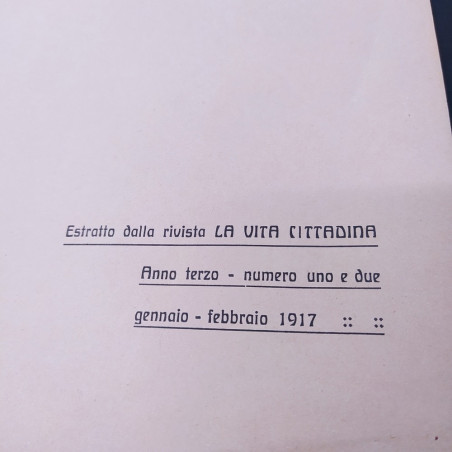 Estratto dalla rivista LA VITA CITTADINA
Anno terzo - numero uno e due
gennaio - febbraio 1917 :: ::